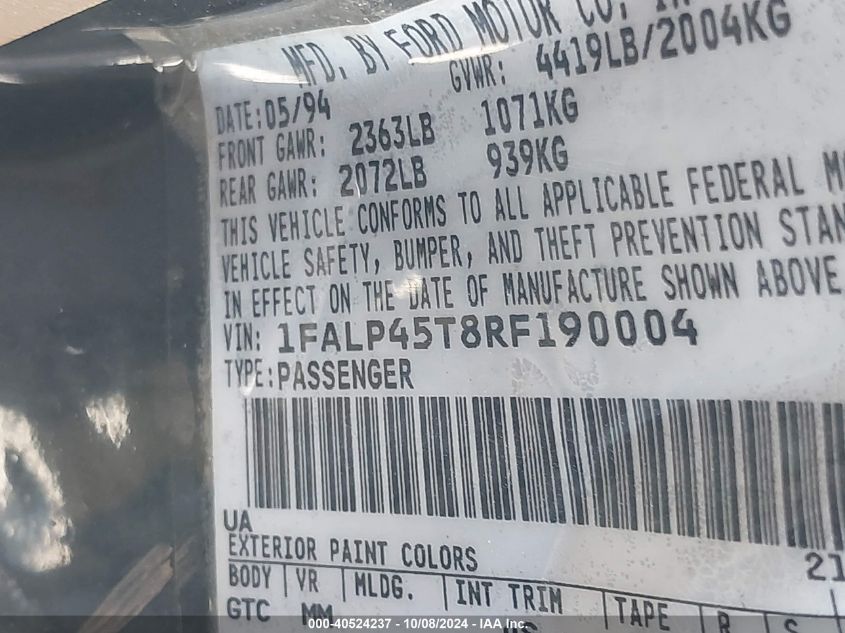 MFD. BY FORD MOTOR CO.
DATE: 05/94 GVWR: 4419LB/2004KG
FRONT GAWR: 2363LB 1071KG
REAR GAWR: 2072LB 939KG
THIS VEHICLE CONFORMS TO ALL APPLICABLE FEDERAL
VEHICLE SAFETY, BUMPER, AND THEFT PREVENTION STAN
IN EFFECT ON THE DATE OF MANUFACTURE SHOWN ABOVE
VIN: 1FALP45T8RF190004
TYPE: PASSENGER
UA
EXTERIOR PAINT COLORS 21
BODY VR MLDG. INT TRIM TAPE R S
GTC MM
000-40524237 - 10/08/2024 - IAA Inc.